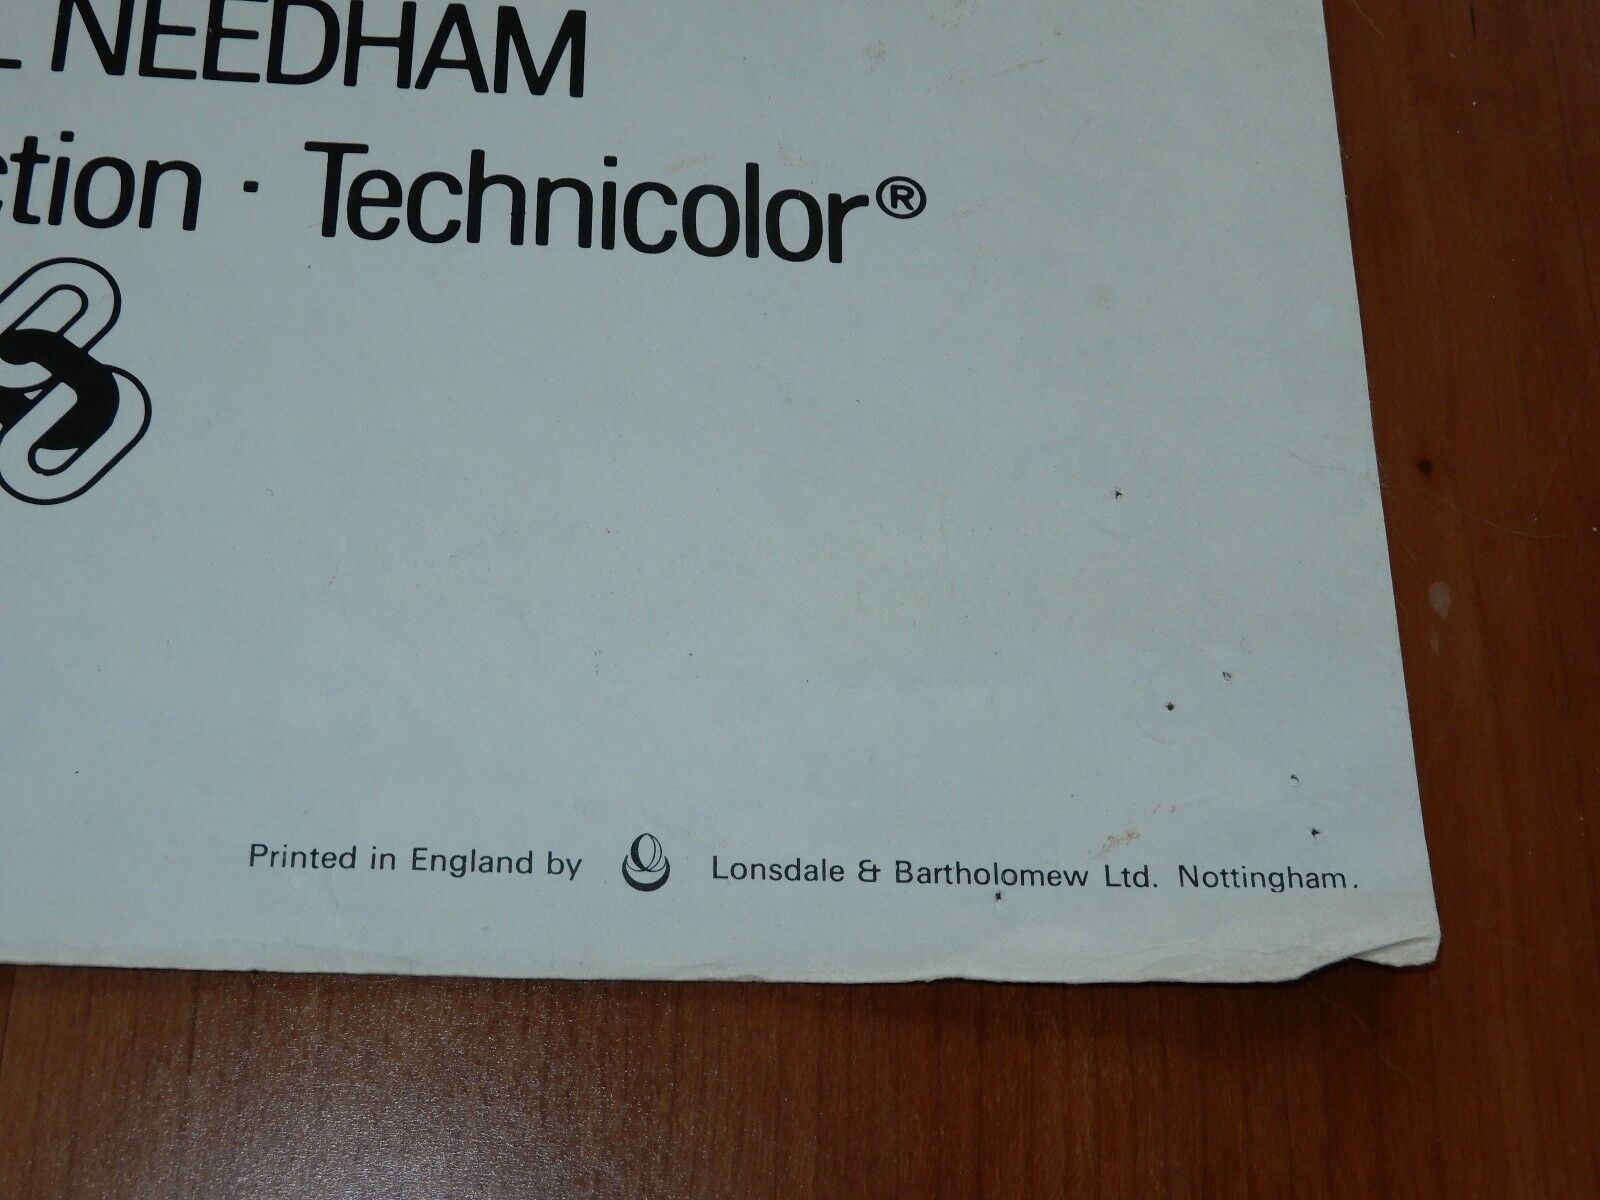 L NEEDHAM
ction · Technicolor®
Printed in England by Lonsdale & Bartholomew Ltd. Nottingham.